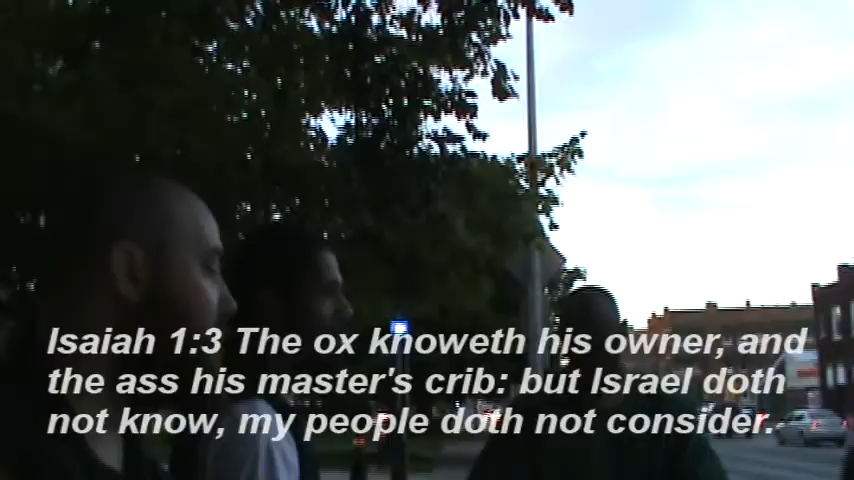 Isaiah 1:3 The ox knoweth his owner, and
the ass his master's crib: but Israel doth
not know, my people doth not consider.